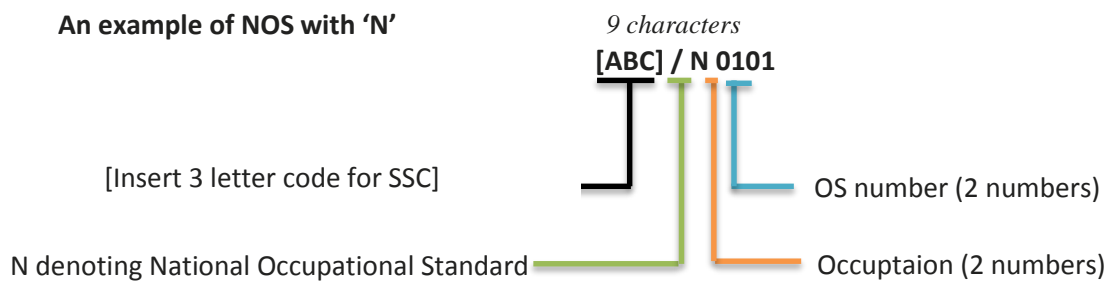 An example of NOS with ‘N’
9 characters
[ABC] / N 0101
[Insert 3 letter code for SSC]
OS number (2 numbers)
N denoting National Occupational Standard
Occuptaion (2 numbers)